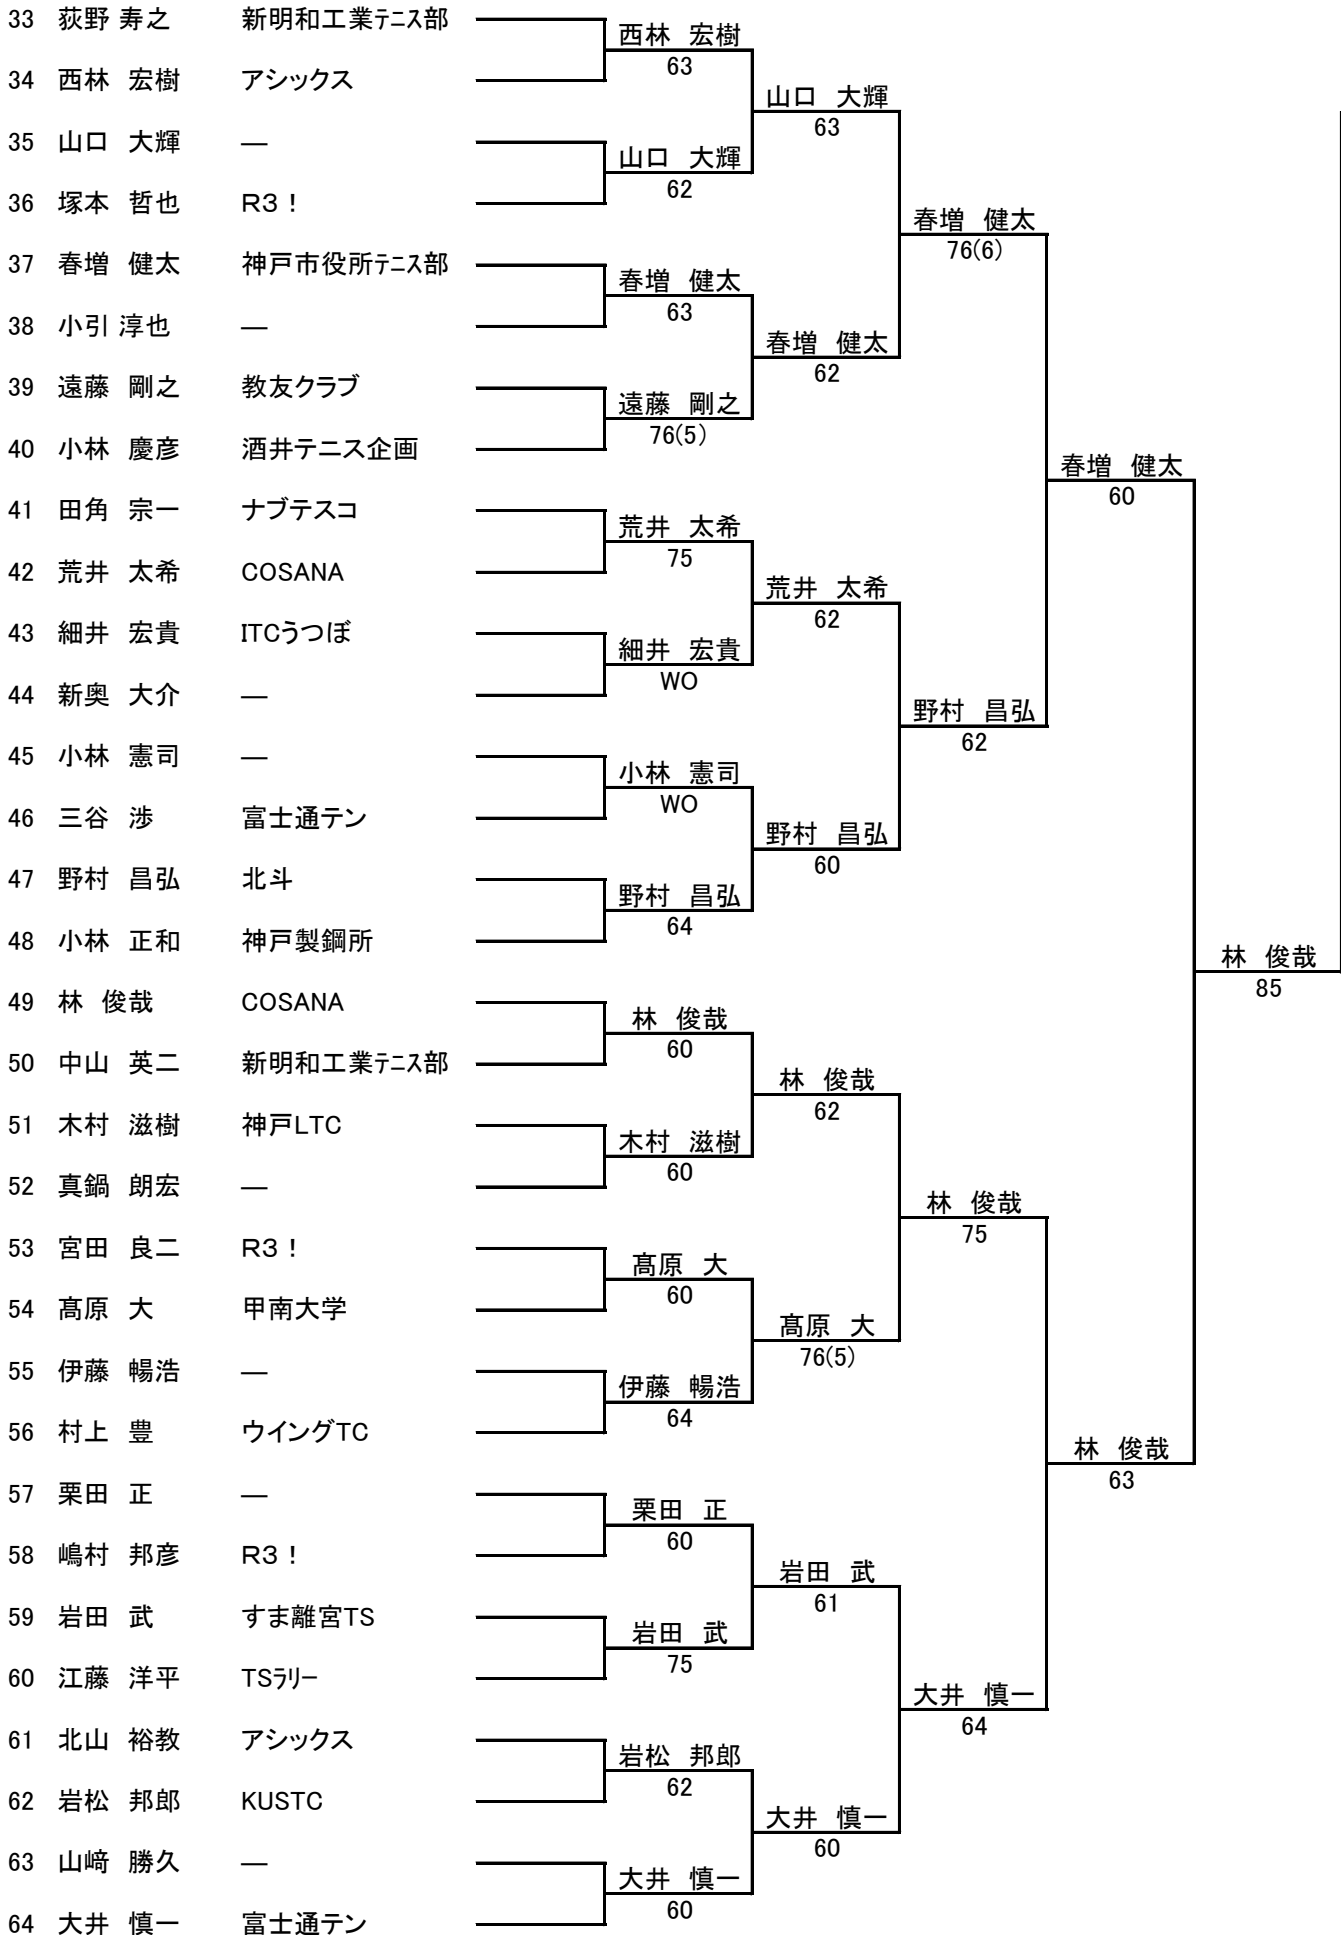 33 荻野 寿之 新明和工業テニス部
西林 宏樹
63
34 西林 宏樹 アシックス
山口 大輝
63
35 山口 大輝 ―
山口 大輝
62
36 塚本 哲也 R3！
春増 健太
76(6)
37 春増 健太 神戸市役所テニス部
春増 健太
63
38 小引 淳也 ―
春増 健太
62
39 遠藤 剛之 教友クラブ
遠藤 剛之
76(5)
40 小林 慶彦 酒井テニス企画
春増 健太
60
41 田角 宗一 ナブテスコ
荒井 太希
75
42 荒井 太希 COSANA
荒井 太希
62
43 細井 宏貴 ITCうつぼ
細井 宏貴
WO
44 新奥 大介 ―
野村 昌弘
62
45 小林 憲司 ―
小林 憲司
WO
46 三谷 渉 富士通テン
野村 昌弘
60
47 野村 昌弘 北斗
野村 昌弘
64
48 小林 正和 神戸製鋼所
林 俊哉
85
49 林 俊哉 COSANA
林 俊哉
60
50 中山 英二 新明和工業テニス部
林 俊哉
62
51 木村 滋樹 神戸LTC
木村 滋樹
60
52 真鍋 朗宏 ―
林 俊哉
75
53 宮田 良二 R3！
髙原 大
60
54 髙原 大 甲南大学
髙原 大
76(5)
55 伊藤 暢浩 ―
伊藤 暢浩
64
56 村上 豊 ウイングTC
林 俊哉
63
57 栗田 正 ―
栗田 正
60
58 嶋村 邦彦 R3！
岩田 武
61
59 岩田 武 すま離宮TS
岩田 武
75
60 江藤 洋平 TSラリー
大井 慎一
64
61 北山 裕教 アシックス
岩松 邦郎
62
62 岩松 邦郎 KUSTC
大井 慎一
60
63 山﨑 勝久 ―
大井 慎一
60
64 大井 慎一 富士通テン